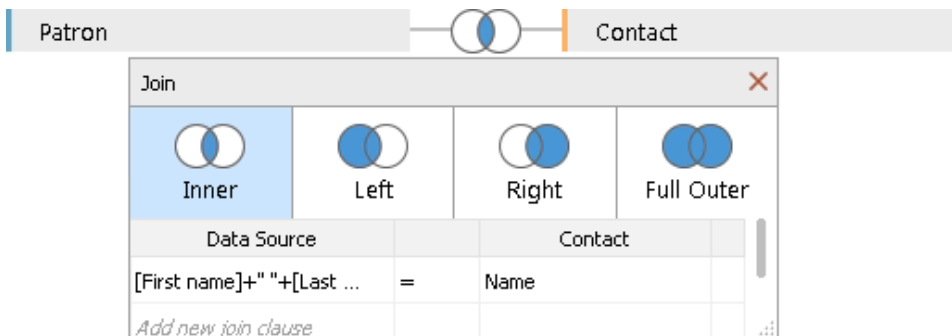 Patron Contact
Join
Inner Left Right Full Outer
Data Source Contact
[First name]+" "+[Last ... = Name
Add new join clause